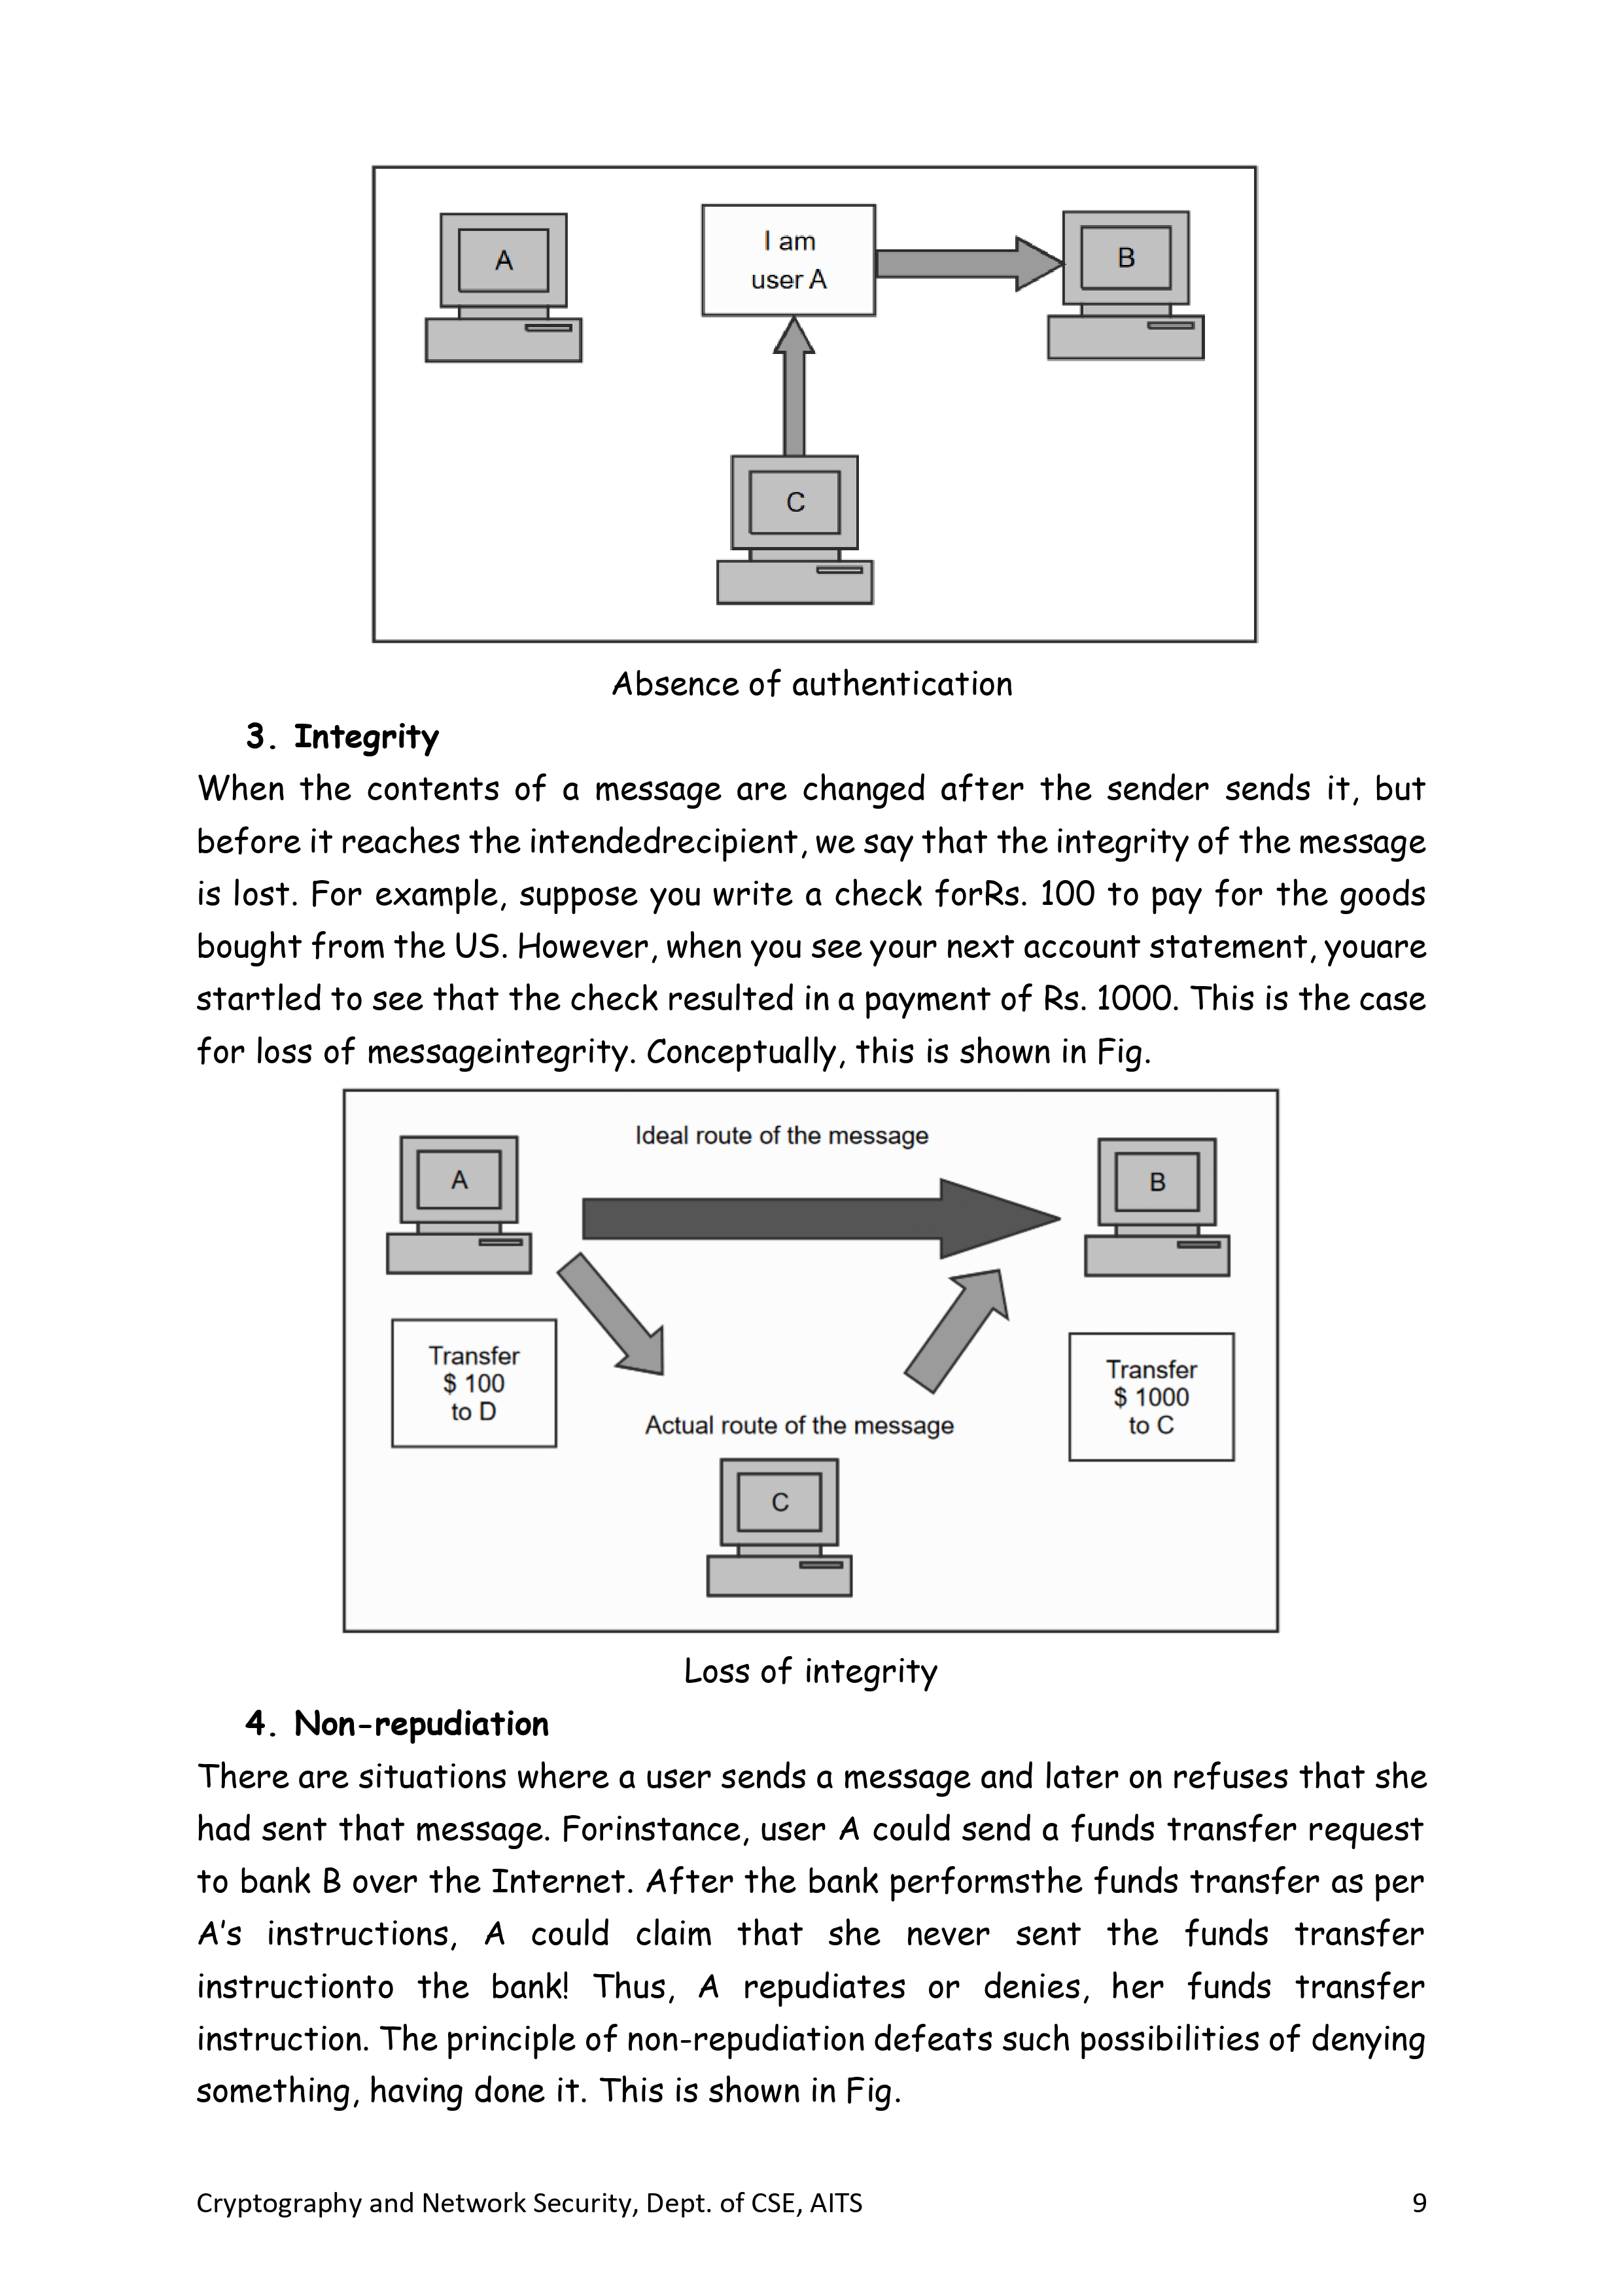 A
I am
user A
B
C
Absence of authentication
3. Integrity
When the contents of a message are changed after the sender sends it, but
before it reaches the intendedrecipient, we say that the integrity of the message
is lost. For example, suppose you write a check forRs. 100 to pay for the goods
bought from the US. However, when you see your next account statement, youare
startled to see that the check resulted in a payment of Rs. 1000. This is the case
for loss of messageintegrity. Conceptually, this is shown in Fig.
Ideal route of the message
A
B
Transfer
$ 100
to D
Transfer
$ 1000
to C
Actual route of the message
C
Loss of integrity
4. Non-repudiation
There are situations where a user sends a message and later on refuses that she
had sent that message. Forinstance, user A could send a funds transfer request
to bank B over the Internet. After the bank performsthe funds transfer as per
A's instructions, A could claim that she never sent the funds transfer
instructionto the bank! Thus, A repudiates or denies, her funds transfer
instruction. The principle of non-repudiation defeats such possibilities of denying
something, having done it. This is shown in Fig.
Cryptography and Network Security, Dept. of CSE, AITS 9